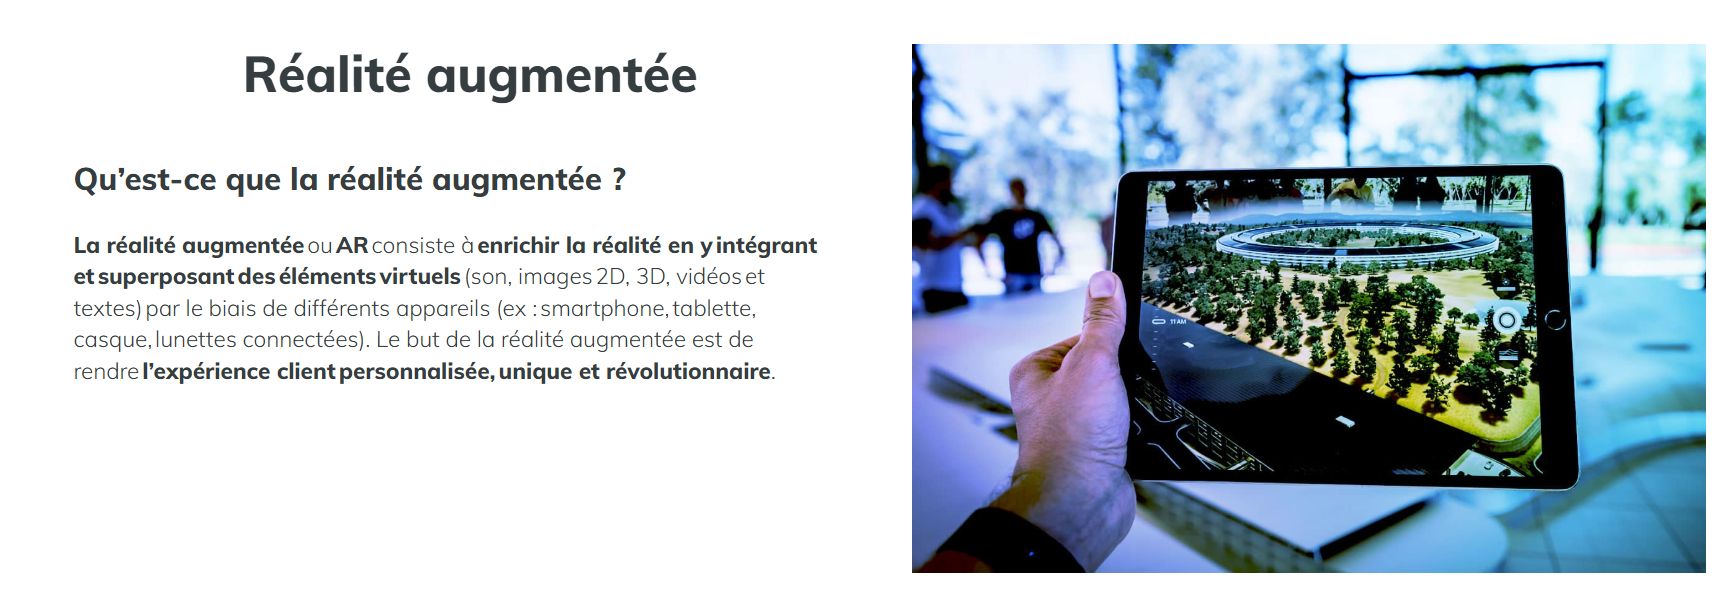 Réalité augmentée
Qu’est-ce que la réalité augmentée ?
La réalité augmentée ou AR consiste à enrichir la réalité en y intégrant
et superposant des éléments virtuels (son, images 2D, 3D, vidéos et
textes) par le biais de différents appareils (ex : smartphone, tablette,
casque, lunettes connectées). Le but de la réalité augmentée est de
rendre l’expérience client personnalisée, unique et révolutionnaire.
11 AM